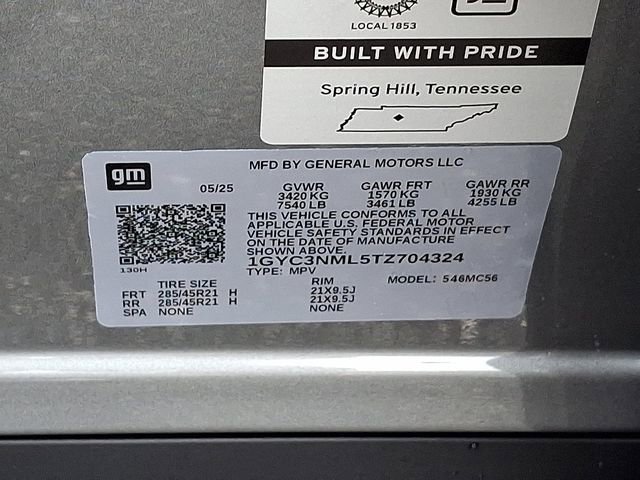 LOCAL 1853
BUILT WITH PRIDE
Spring Hill, Tennessee
gm
MFD BY GENERAL MOTORS LLC
05/25 GVWR GAWR FRT GAWR RR
3420 KG 1570 KG 1930 KG
7540 LB 3461 LB 4255 LB
THIS VEHICLE CONFORMS TO ALL
APPLICABLE U.S. FEDERAL MOTOR
VEHICLE SAFETY STANDARDS IN EFFECT
ON THE DATE OF MANUFACTURE
SHOWN ABOVE.
1GYC3NML5TZ704324
130H TYPE: MPV MODEL: 546MC56
TIRE SIZE RIM
FRT 285/45R21 H 21X9.5J
RR 285/45R21 H 21X9.5J
SPA NONE NONE